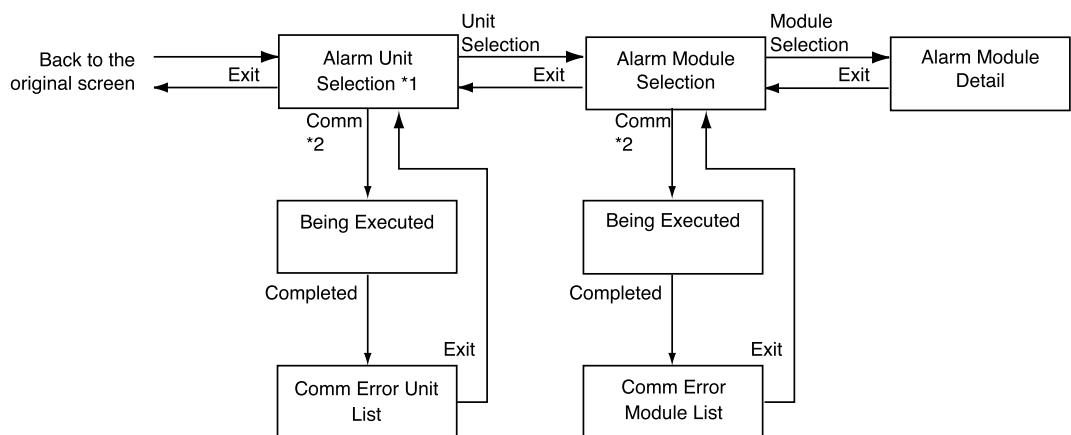 Back to the
original screen
Exit
Alarm Unit
Selection *1
Unit
Selection
Exit
Alarm Module
Selection
Module
Selection
Exit
Alarm Module
Detail
Comm
*2
Comm
*2
Being Executed
Being Executed
Completed
Completed
Exit
Exit
Comm Error Unit
List
Comm Error
Module List